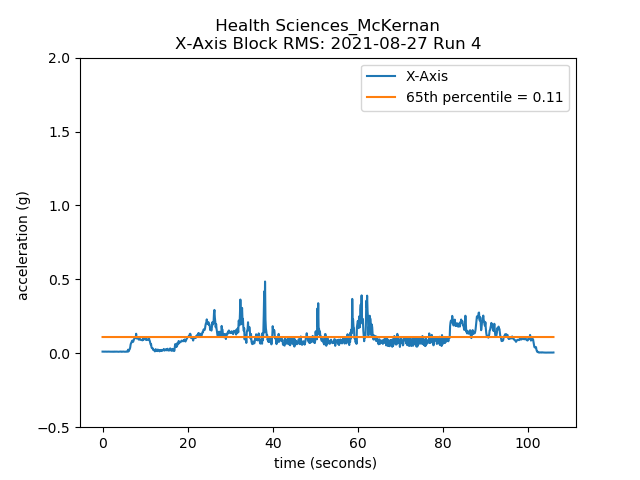 Health Sciences_McKernan
X-Axis Block RMS: 2021-08-27 Run 4
2.0
1.5
1.0
0.5
0.0
−0.5
acceleration (g)
X-Axis
65th percentile = 0.11
0 20 40 60 80 100
time (seconds)